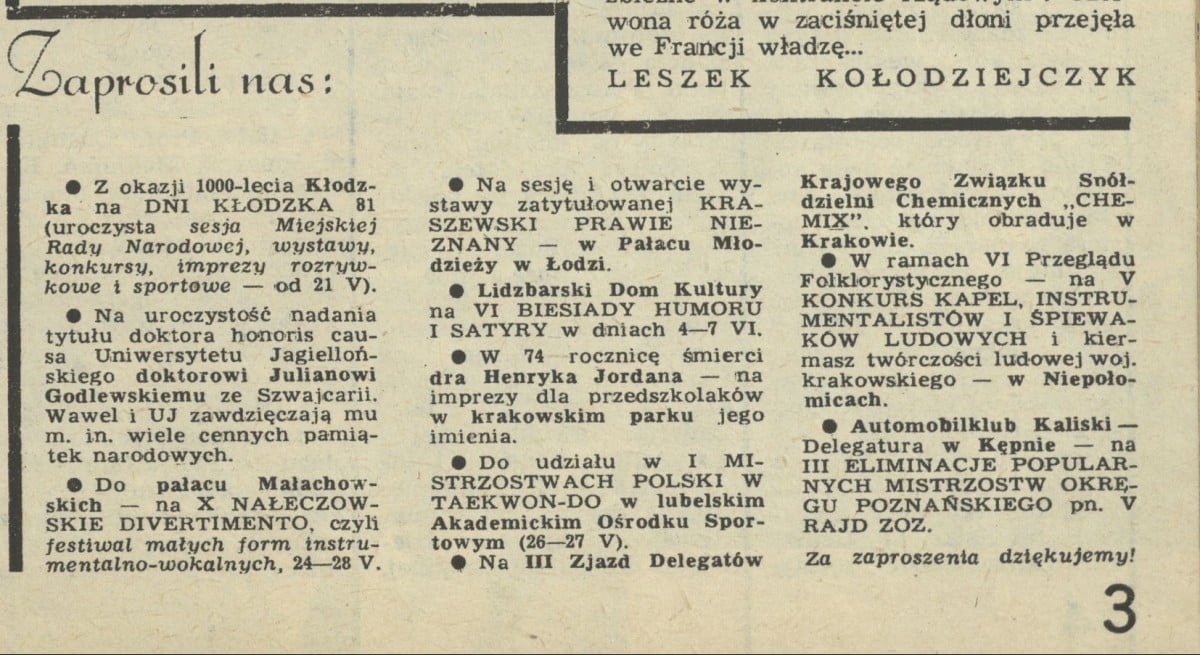 wona róża w zaciśniętej dłoni przejęła
we Francji władzę...
LESZEK KOŁODZIEJCZYK
Zaprosili nas:
● Z okazji 1000-lecia Kłodz-
ka na DNI KŁODZKA 81
(uroczysta sesja Miejskiej
Rady Narodowej, wystawy,
konkursy, imprezy rozryw-
kowe i sportowe — od 21 V).
● Na uroczystość nadania
tytułu doktora honoris cau-
sa Uniwersytetu Jagielloń-
skiego doktorowi Julianowi
Godlewskiemu ze Szwajcarii.
Wawel i UJ zawdzięczają mu
m. in. wiele cennych pamią-
tek narodowych.
● Do pałacu Małachow-
skich — na X NAŁECZOW-
SKIE DIVERTIMENTO, czyli
festiwal małych form instru-
mentalno-wokalnych, 24—28 V.
● Na sesję i otwarcie wy-
stawy zatytułowanej KRA-
SZEWSKI PRAWIE NIE-
ZNANY — w Pałacu Mło-
dzieży w Łodzi.
● Lidzbarski Dom Kultury
na VI BIESIADY HUMORU
I SATYRY w dniach 4—7 VI.
● W 74 rocznicę śmierci
dra Henryka Jordana — na
imprezy dla przedszkolaków
w krakowskim parku jego
imienia.
● Do udziału w I MI-
STRZOSTWACH POLSKI W
TAEKWON-DO w lubelskim
Akademickim Ośrodku Spor-
towym (26—27 V).
● Na III Zjazd Delegatów
Krajowego Związku Snół-
dzielni Chemicznych „CHE-
MIX". który obraduje w
Krakowie.
● W ramach VI Przeglądu
Folklorystycznego — na V
KONKURS KAPEL, INSTRU-
MENTALISTÓW I ŚPIEWA-
KÓW LUDOWYCH i kier-
masz twórczości ludowej woj.
krakowskiego — w Niepoło-
micach.
● Automobilklub Kaliski —
Delegatura w Kępnie — na
III ELIMINACJE POPULAR-
NYCH MISTRZOSTW OKRĘ-
GU POZNAŃSKIEGO pn. V
RAJD ZOZ.
Za zaproszenia dziękujemy!
3